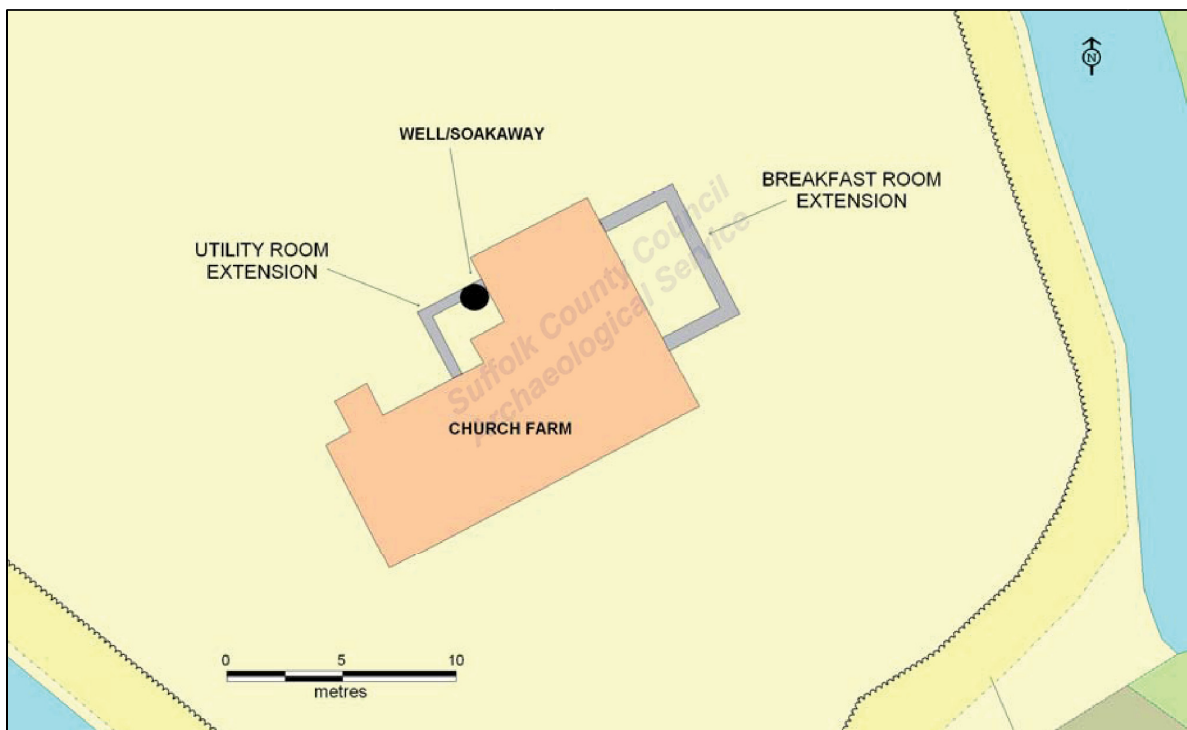 N
WELL/SOAKAWAY
BREAKFAST ROOM
EXTENSION
UTILITY ROOM
EXTENSION
Suffolk County Council
Archaeological Service
CHURCH FARM
0 5 10
metres